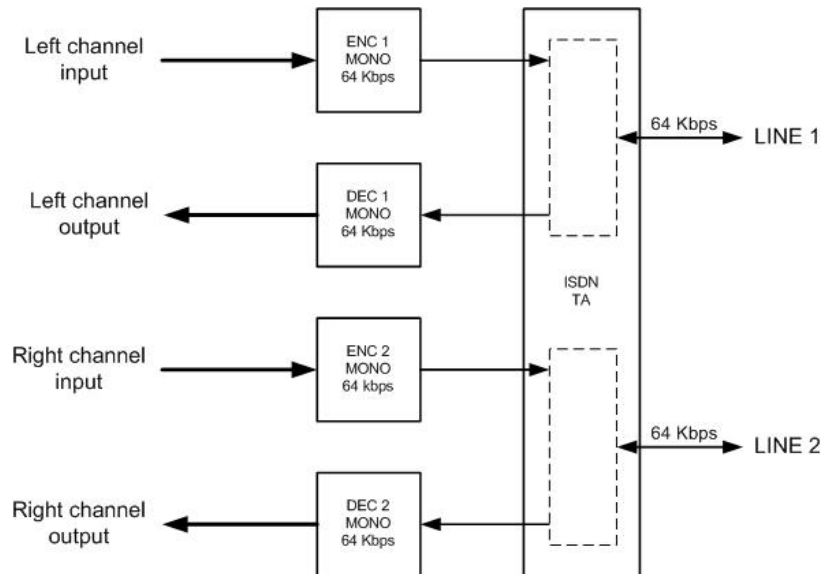 Left channel
input
ENC 1
MONO
64 Kbps
64 Kbps
LINE 1
Left channel
output
DEC 1
MONO
64 Kbps
ISDN
TA
Right channel
input
ENC 2
MONO
64 kbps
64 Kbps
LINE 2
Right channel
output
DEC 2
MONO
64 Kbps